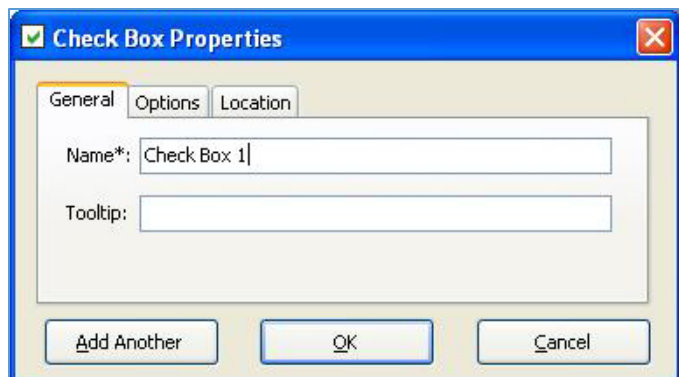 Check Box Properties
General Options Location
Name*: Check Box 1
Tooltip:
Add Another OK Cancel